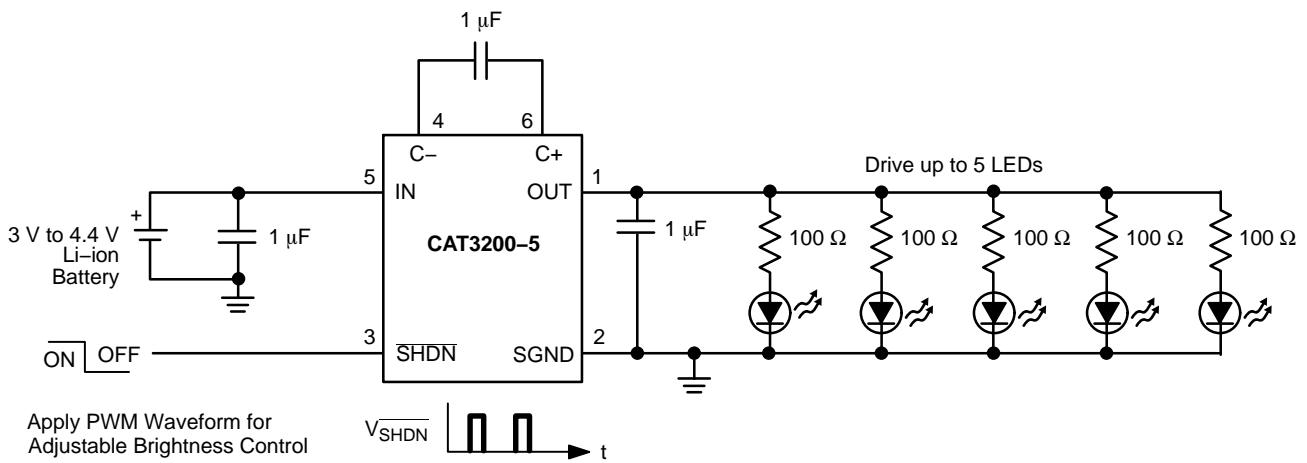 1 μF
4
6
C−
C+
5
IN
OUT
1
Drive up to 5 LEDs
+
3 V to 4.4 V
Li−ion
Battery
1 μF
CAT3200−5
1 μF
100 Ω
100 Ω
100 Ω
100 Ω
100 Ω
ON
OFF
3
SHDN
SGND
2
Apply PWM Waveform for
Adjustable Brightness Control
VSHDN
t